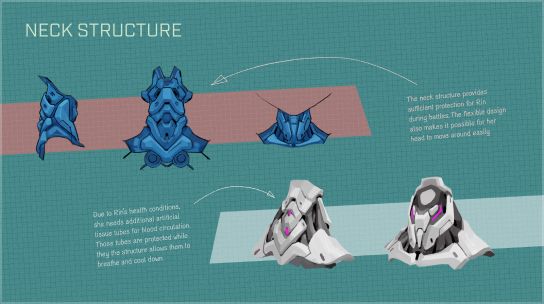 NECK STRUCTURE
The neck structure provides
sufficient protection for Rin
during battles. The flexible design
also makes it possible for her
head to move around easily
Due to Rin's health conditions,
she needs additional artificial
tissue tubes for blood circulation.
Those tubes are protected while
they the structure allows them to
breathe and cool down